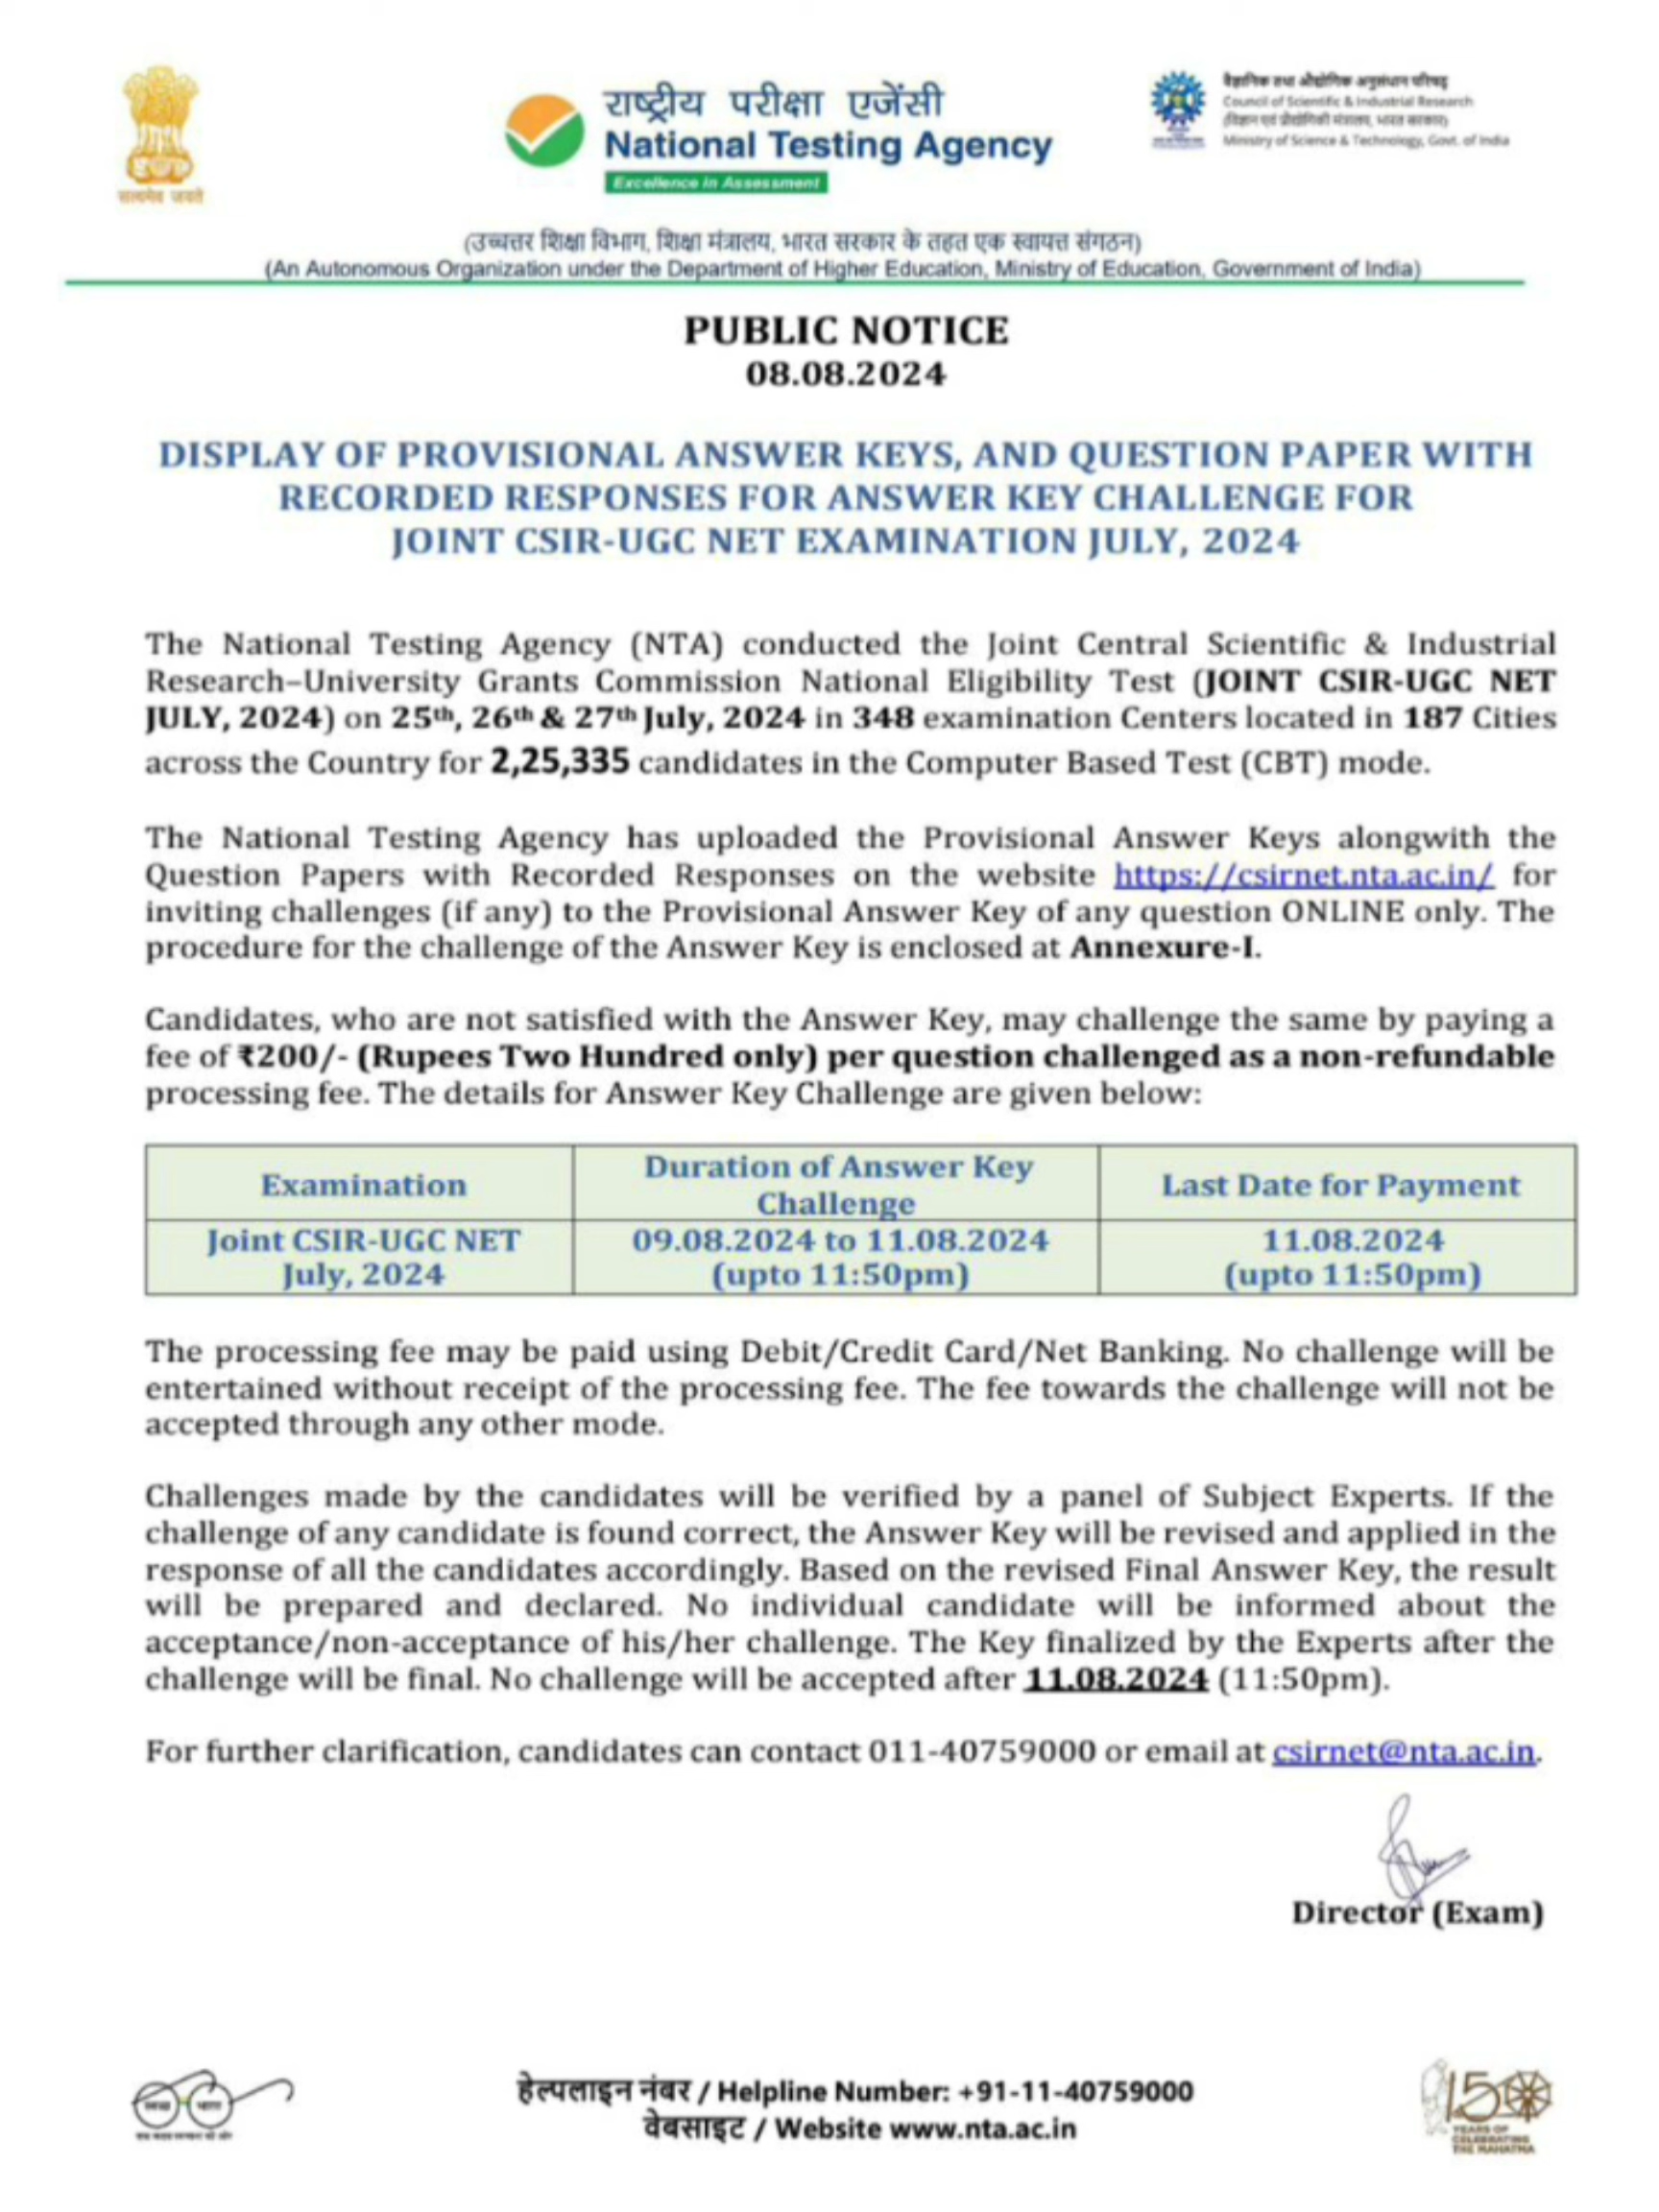 सत्यमेव जयते
राष्ट्रीय परीक्षा एजेंसी
National Testing Agency
Excellence in Assessment
वैज्ञानिक तथा औद्योगिक अनुसंधान परिषद्
Council of Scientific & Industrial Research
(विज्ञान एवं प्रौद्योगिकी मंत्रालय, भारत सरकार)
Ministry of Science & Technology, Govt. of India
(उच्चत्तर शिक्षा विभाग, शिक्षा मंत्रालय, भारत सरकार के तहत एक स्वायत्त संगठन)
(An Autonomous Organization under the Department of Higher Education, Ministry of Education, Government of India)
PUBLIC NOTICE
08.08.2024
DISPLAY OF PROVISIONAL ANSWER KEYS, AND QUESTION PAPER WITH
RECORDED RESPONSES FOR ANSWER KEY CHALLENGE FOR
JOINT CSIR-UGC NET EXAMINATION JULY, 2024
The National Testing Agency (NTA) conducted the Joint Central Scientific & Industrial
Research–University Grants Commission National Eligibility Test (JOINT CSIR-UGC NET
JULY, 2024) on 25th, 26th & 27th July, 2024 in 348 examination Centers located in 187 Cities
across the Country for 2,25,335 candidates in the Computer Based Test (CBT) mode.
The National Testing Agency has uploaded the Provisional Answer Keys alongwith the
Question Papers with Recorded Responses on the website https://csirnet.nta.ac.in/ for
inviting challenges (if any) to the Provisional Answer Key of any question ONLINE only. The
procedure for the challenge of the Answer Key is enclosed at Annexure-I.
Candidates, who are not satisfied with the Answer Key, may challenge the same by paying a
fee of ₹200/- (Rupees Two Hundred only) per question challenged as a non-refundable
processing fee. The details for Answer Key Challenge are given below:
Examination
Duration of Answer Key
Challenge
Last Date for Payment
Joint CSIR-UGC NET
July, 2024
09.08.2024 to 11.08.2024
(upto 11:50pm)
11.08.2024
(upto 11:50pm)
The processing fee may be paid using Debit/Credit Card/Net Banking. No challenge will be
entertained without receipt of the processing fee. The fee towards the challenge will not be
accepted through any other mode.
Challenges made by the candidates will be verified by a panel of Subject Experts. If the
challenge of any candidate is found correct, the Answer Key will be revised and applied in the
response of all the candidates accordingly. Based on the revised Final Answer Key, the result
will be prepared and declared. No individual candidate will be informed about the
acceptance/non-acceptance of his/her challenge. The Key finalized by the Experts after the
challenge will be final. No challenge will be accepted after 11.08.2024 (11:50pm).
For further clarification, candidates can contact 011-40759000 or email at csirnet@nta.ac.in.
Director (Exam)
हेल्पलाइन नंबर / Helpline Number: +91-11-40759000
वेबसाइट / Website www.nta.ac.in
150
YEARS OF
CELEBRATING
THE MAHATMA